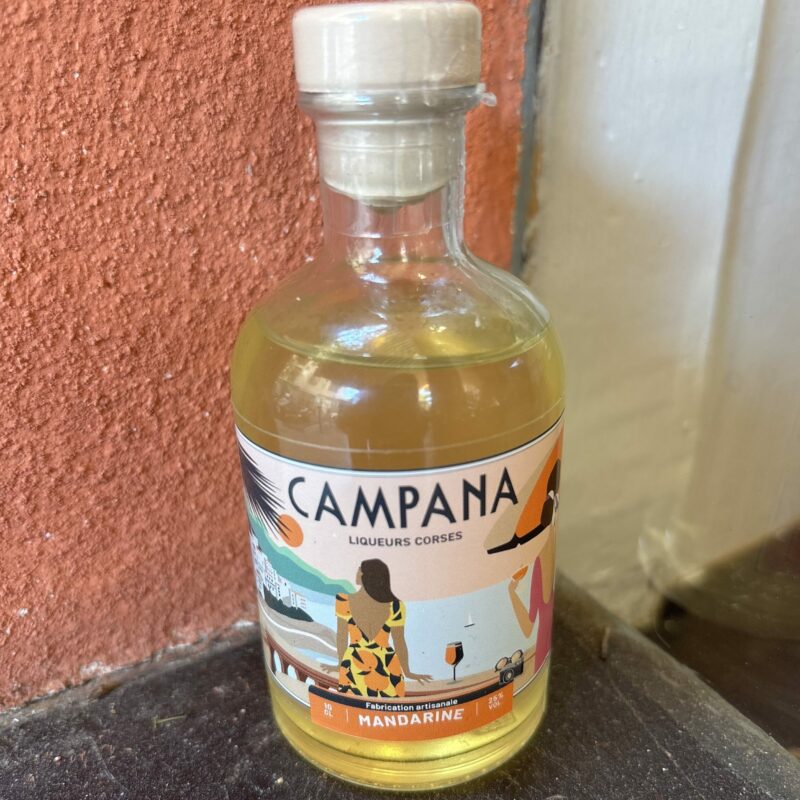 CAMPANA
LIQUEURS CORSES
Fabrication artisanale
10 CL
MANDARINE
25% VOL